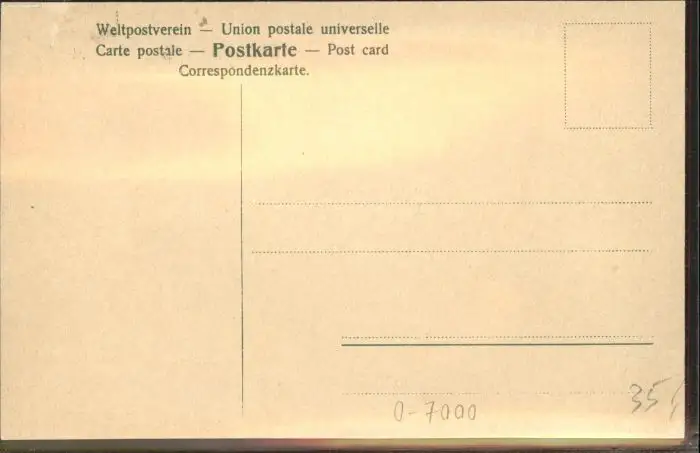 Weltpostverein — Union postale universelle
Carte postale — Postkarte — Post card
Correspondenzkarte.
0-7000
35